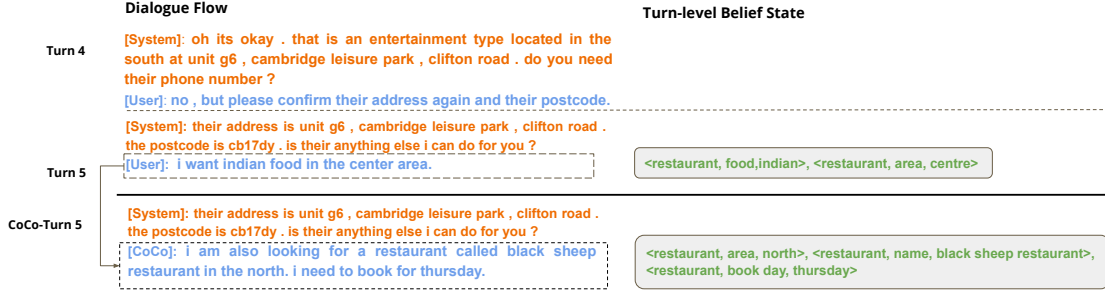 Dialogue Flow
Turn-level Belief State
Turn 4
[System]: oh its okay . that is an entertainment type located in the
south at unit g6 , cambridge leisure park , clifton road . do you need
their phone number ?
[User]: no , but please confirm their address again and their postcode.
[System]: their address is unit g6 , cambridge leisure park , clifton road .
the postcode is cb17dy . is their anything else i can do for you ?
Turn 5
[User]: i want indian food in the center area.
<restaurant, food,indian>, <restaurant, area, centre>
CoCo-Turn 5
[System]: their address is unit g6 , cambridge leisure park , clifton road .
the postcode is cb17dy . is their anything else i can do for you ?
[CoCo]: i am also looking for a restaurant called black sheep
restaurant in the north. i need to book for thursday.
<restaurant, area, north>, <restaurant, name, black sheep restaurant>,
<restaurant, book day, thursday>